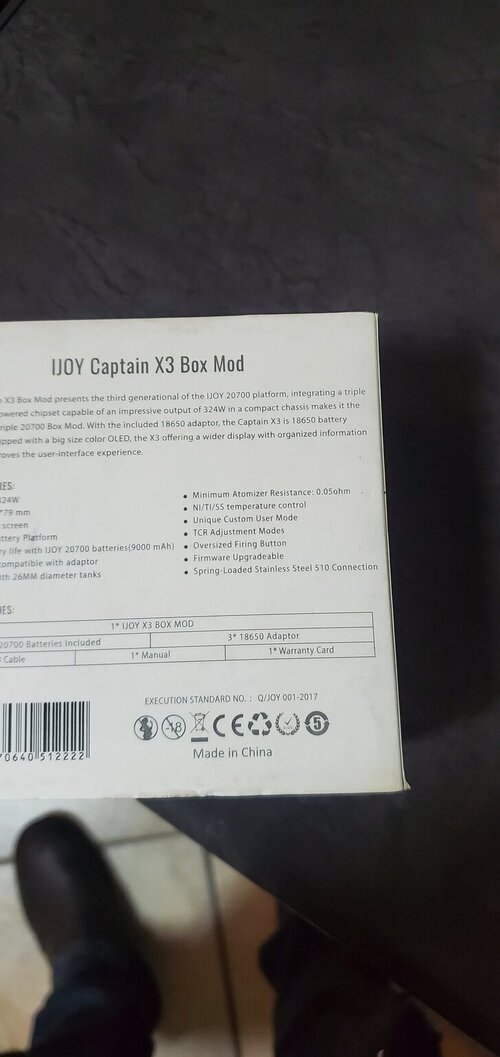 IJOY Captain X3 Box Mod
n X3 Box Mod presents the third generational of the IJOY 20700 platform, integrating a triple
owered chipset capable of an impressive output of 324W in a compact chassis makes it the
riple 20700 Box Mod. With the included 18650 adaptor, the Captain X3 is 18650 battery
ipped with a big size color OLED, the X3 offering a wider display with organized information
roves the user-interface experience.
RES:
324W
*79 mm
screen
attery Platform
ry life with IJOY 20700 batteries(9000 mAh)
compatible with adaptor
ith 26MM diameter tanks
• Minimum Atomizer Resistance: 0.05ohm
• NI/TI/SS temperature control
• Unique Custom User Mode
• TCR Adjustment Modes
• Oversized Firing Button
• Firmware Upgradeable
• Spring-Loaded Stainless Steel 510 Connection
DES:
1* IJOY X3 BOX MOD
20700 Batteries Included 3* 18650 Adaptor
Cable 1* Manual 1* Warranty Card
EXECUTION STANDARD NO. : Q/JOY 001-2017
-18 CE 5
Made in China
70640 512222